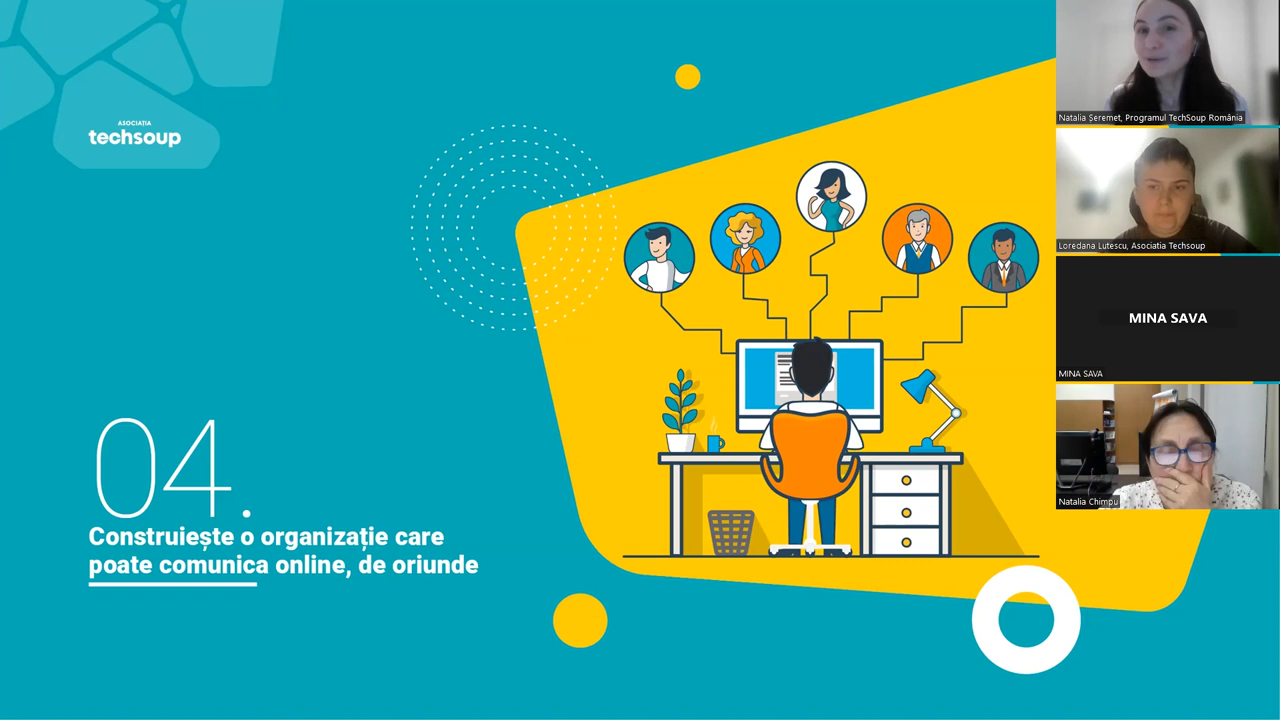 ASOCIAȚIA
techsoup
04.
Construiește o organizație care
poate comunica online, de oriunde
Natalia Șeremet, Programul TechSoup România
Loredana Lutescu, Asociatia Techsoup
MINA SAVA
MINA SAVA
Natalia Chimpu